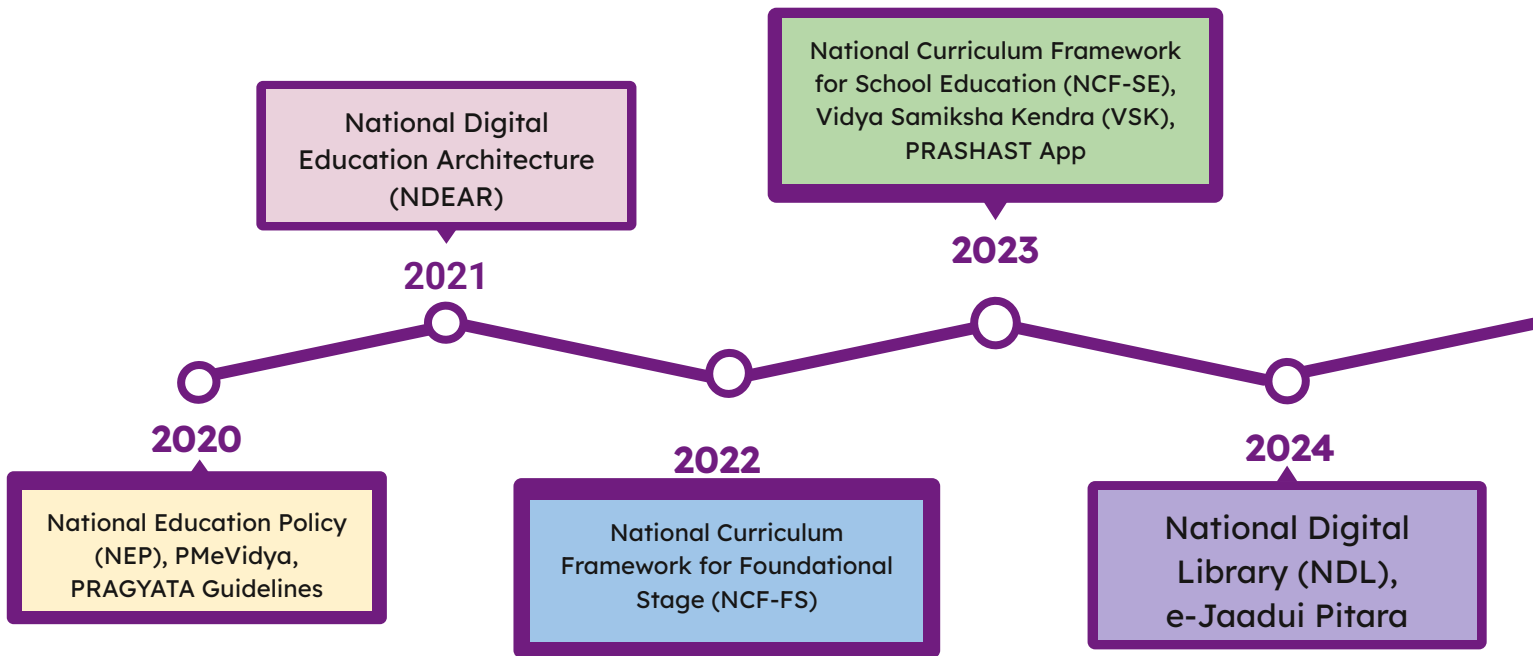 2020
National Education Policy
(NEP), PMeVidya,
PRAGYATA Guidelines
National Digital
Education Architecture
(NDEAR)
2021
2022
National Curriculum
Framework for Foundational
Stage (NCF-FS)
National Curriculum Framework
for School Education (NCF-SE),
Vidya Samiksha Kendra (VSK),
PRASHAST App
2023
2024
National Digital
Library (NDL),
e-Jaadui Pitara